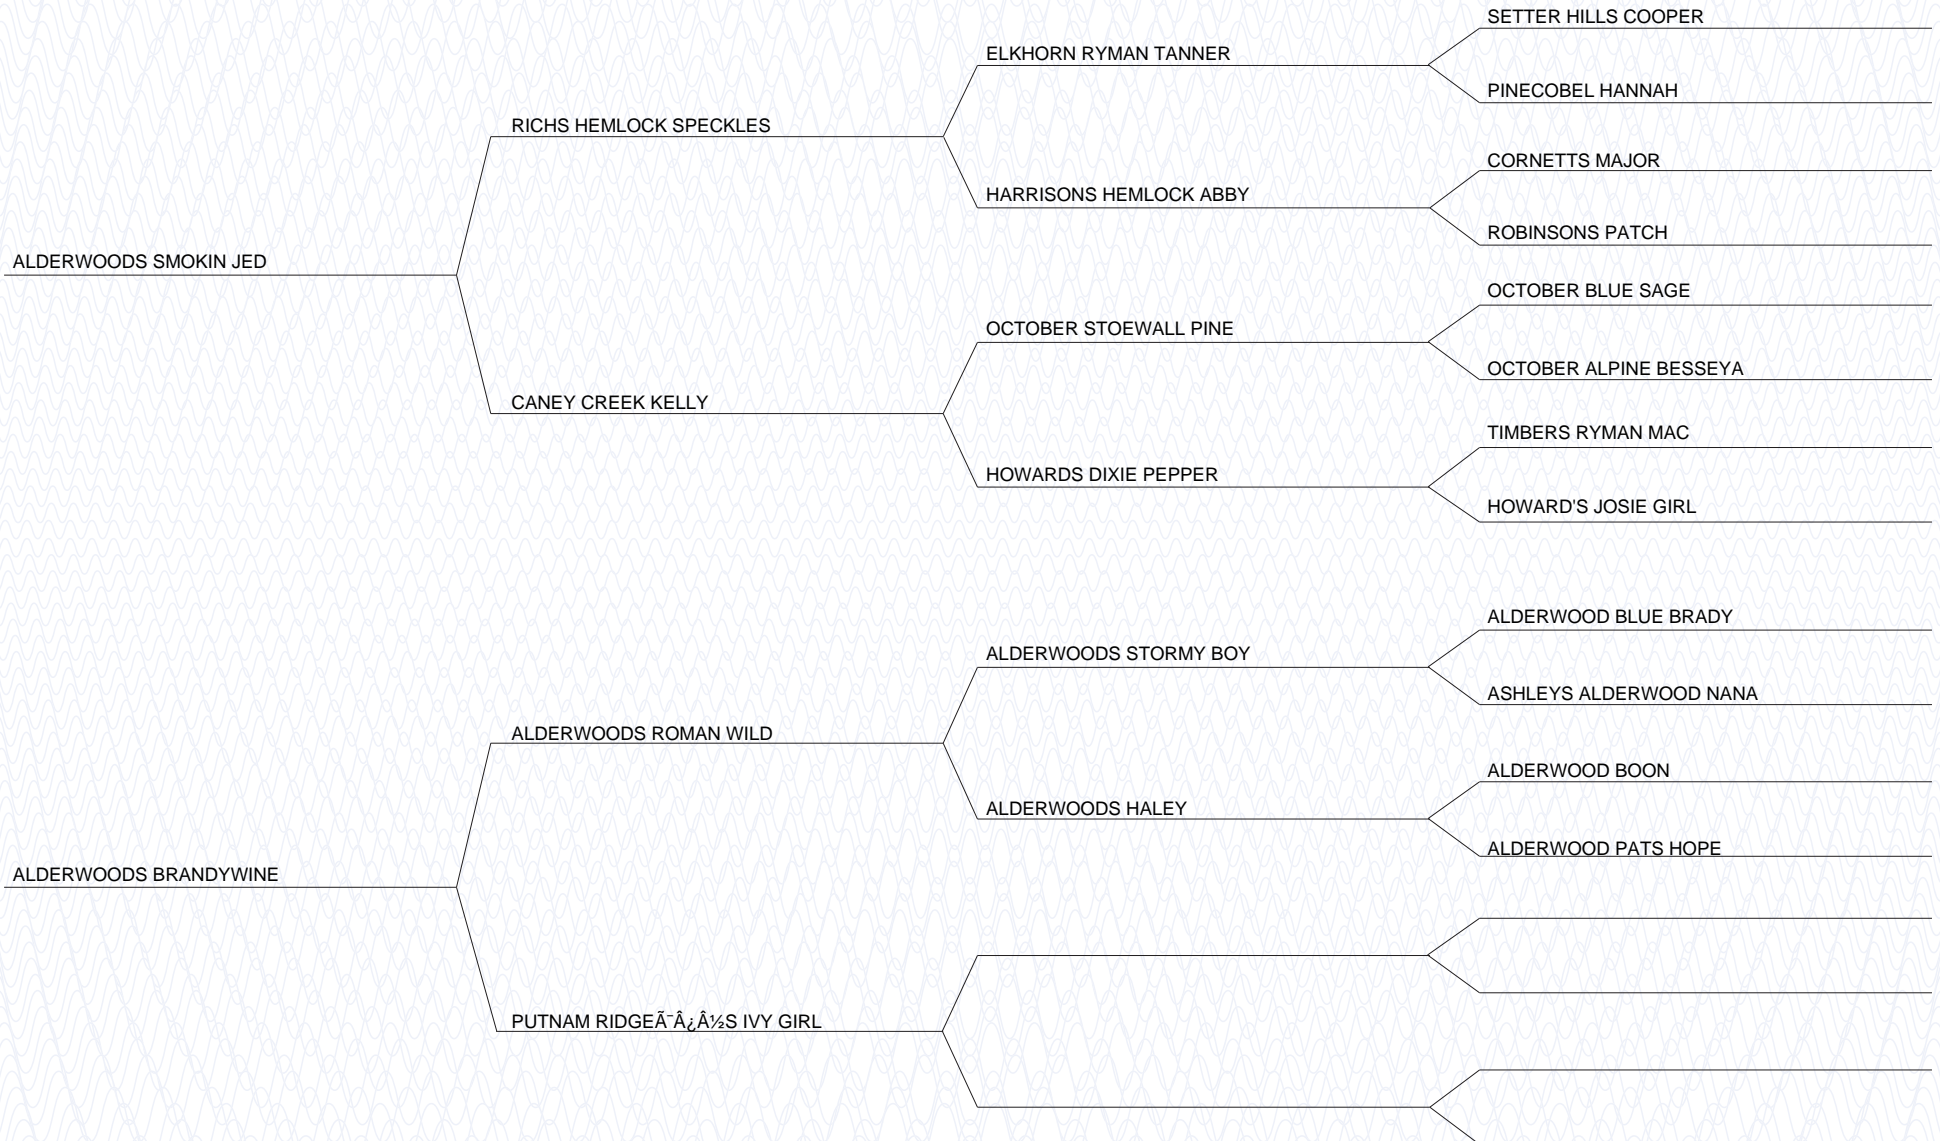 SETTER HILLS COOPER
ELKHORN RYMAN TANNER
PINECOBEL HANNAH
RICHS HEMLOCK SPECKLES
CORNETTS MAJOR
HARRISONS HEMLOCK ABBY
ROBINSONS PATCH
ALDERWOODS SMOKIN JED
OCTOBER BLUE SAGE
OCTOBER STOEWALL PINE
OCTOBER ALPINE BESSEYA
CANEY CREEK KELLY
TIMBERS RYMAN MAC
HOWARDS DIXIE PEPPER
HOWARD'S JOSIE GIRL
ALDERWOOD BLUE BRADY
ALDERWOODS STORMY BOY
ASHLEYS ALDERWOOD NANA
ALDERWOODS ROMAN WILD
ALDERWOOD BOON
ALDERWOODS HALEY
ALDERWOOD PATS HOPE
ALDERWOODS BRANDYWINE
PUTNAM RIDGEÃ¯Â¿Â½S IVY GIRL